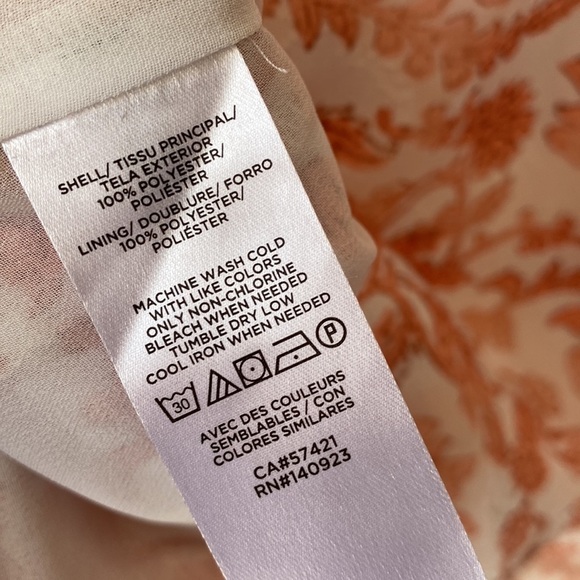 SHELL/ TISSU PRINCIPAL/
TELA EXTERIOR
100% POLYESTER/
POLIÉSTER
LINING/ DOUBLURE/ FORRO
100% POLYESTER/
POLIÉSTER
MACHINE WASH COLD
WITH LIKE COLORS
ONLY NON-CHLORINE
BLEACH WHEN NEEDED
TUMBLE DRY LOW
COOL IRON WHEN NEEDED
30 P
AVEC DES COULEURS
SEMBLABLES / CON
COLORES SIMILARES
CA#57421
RN#140923